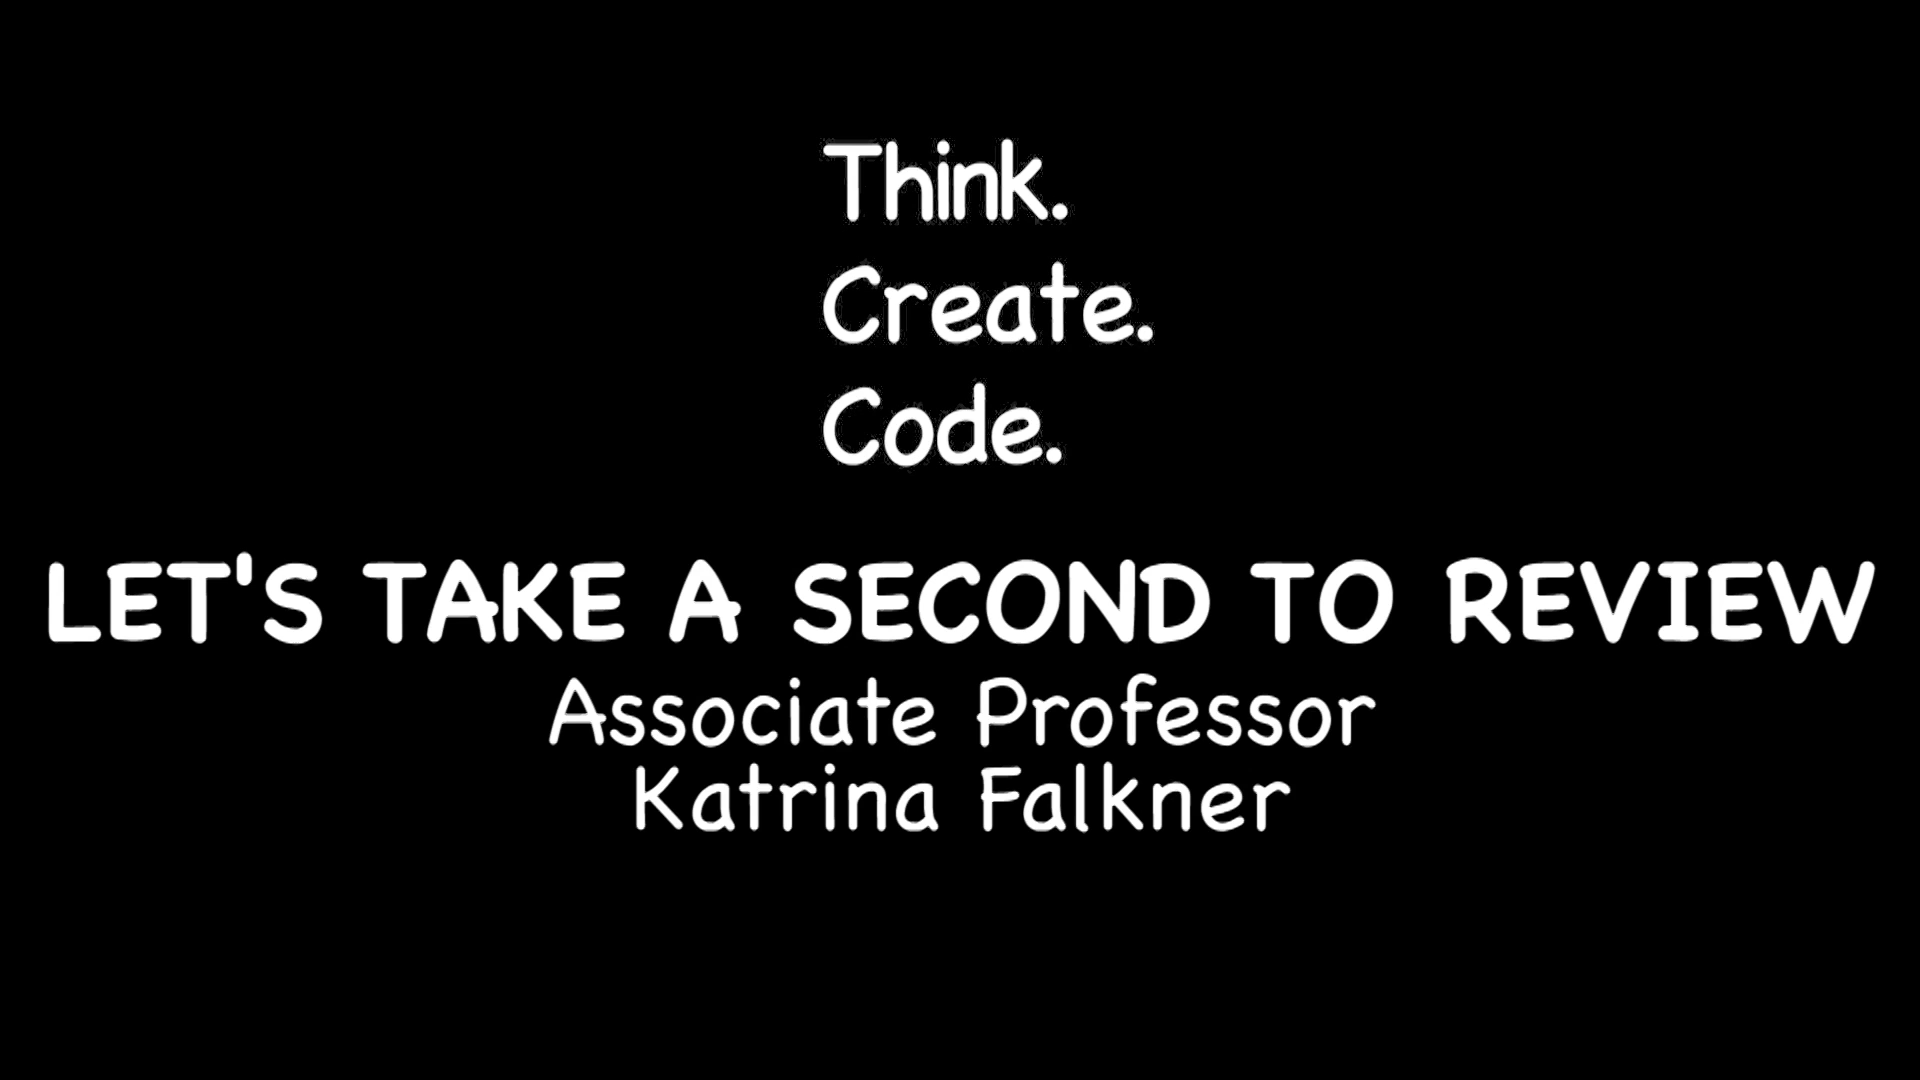 Think.
Create.
Code.
LET'S TAKE A SECOND TO REVIEW
Associate Professor
Katrina Falkner